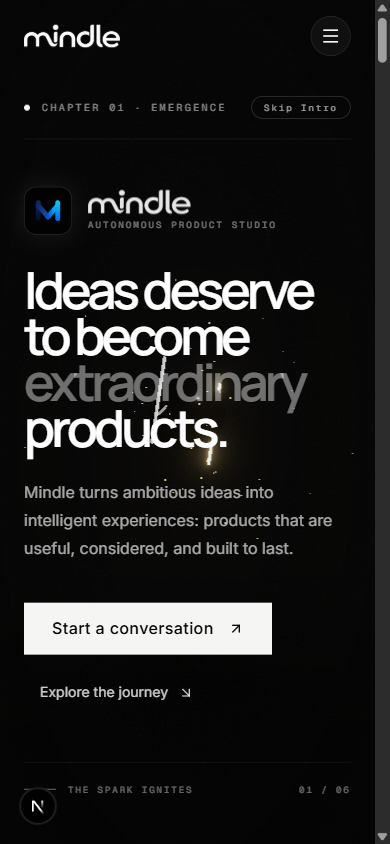 mindle
CHAPTER 01 · EMERGENCE
Skip Intro
mindle
AUTONOMOUS PRODUCT STUDIO
Ideas deserve
to become
extraordinary
products.
Mindle turns ambitious ideas into
intelligent experiences: products that are
useful, considered, and built to last.
Start a conversation
Explore the journey
THE SPARK IGNITES
01 / 06
N